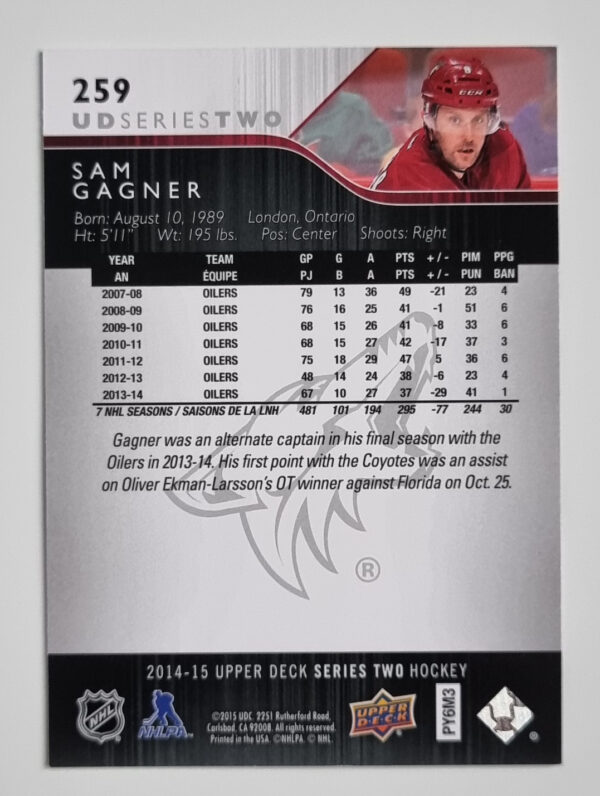 259
UDSERIESTWO
SAM
GAGNER
Born: August 10, 1989 London, Ontario
Ht: 5'11" Wt: 195 lbs. Pos: Center Shoots: Right
YEAR TEAM GP G A PTS +/- PIM PPG
AN ÉQUIPE PJ B A PTS +/- PUN BAN
2007-08 OILERS 79 13 36 49 -21 23 4
2008-09 OILERS 76 16 25 41 -1 51 6
2009-10 OILERS 68 15 26 41 -8 33 6
2010-11 OILERS 68 15 27 42 -17 37 3
2011-12 OILERS 75 18 29 47 5 36 6
2012-13 OILERS 48 14 24 38 -6 23 4
2013-14 OILERS 67 10 27 37 -29 41 1
7 NHL SEASONS / SAISONS DE LA LNH 481 101 194 295 -77 244 30
Gagner was an alternate captain in his final season with the
Oilers in 2013-14. His first point with the Coyotes was an assist
on Oliver Ekman-Larsson's OT winner against Florida on Oct. 25.
®
2014-15 UPPER DECK SERIES TWO HOCKEY
NHL
NHLPA
©2015 UDC. 2251 Rutherford Road,
Carlsbad, CA 92008. All rights reserved.
Printed in the USA. ©NHLPA. © NHL.
UPPER DECK
PY6M3
®